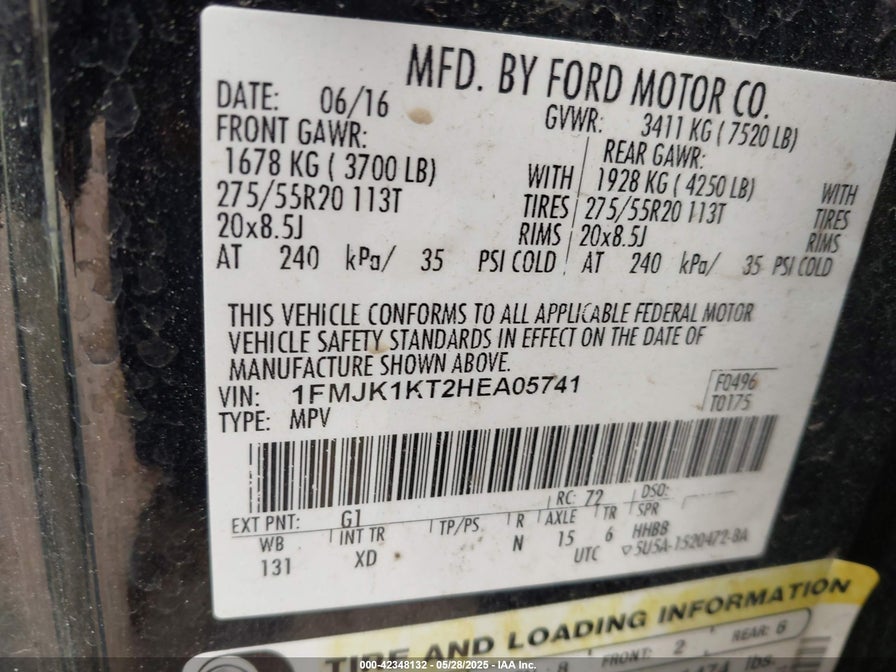 MFD. BY FORD MOTOR CO.
DATE: 06/16 GVWR: 3411 KG ( 7520 LB)
FRONT GAWR: REAR GAWR:
1678 KG ( 3700 LB) WITH 1928 KG ( 4250 LB) WITH
275/55R20 113T TIRES 275/55R20 113T TIRES
20x8.5J RIMS 20x8.5J RIMS
AT 240 kPa/ 35 PSI COLD AT 240 kPa/ 35 PSI COLD
THIS VEHICLE CONFORMS TO ALL APPLICABLE FEDERAL MOTOR
VEHICLE SAFETY STANDARDS IN EFFECT ON THE DATE OF
MANUFACTURE SHOWN ABOVE.
VIN: 1FMJK1KT2HEA05741 F0496
TYPE: MPV T0175
RC: 72 DSO:
EXT PNT: G1
WB INT TR TP/PS R AXLE TR SPR
131 XD N 15 6 HHBB
UTC 5U5A-1520472-BA
TIRE AND LOADING INFORMATION
8 FRONT: 2 REAR: 6
lbs
000-42348132 - 05/28/2025 - IAA Inc.